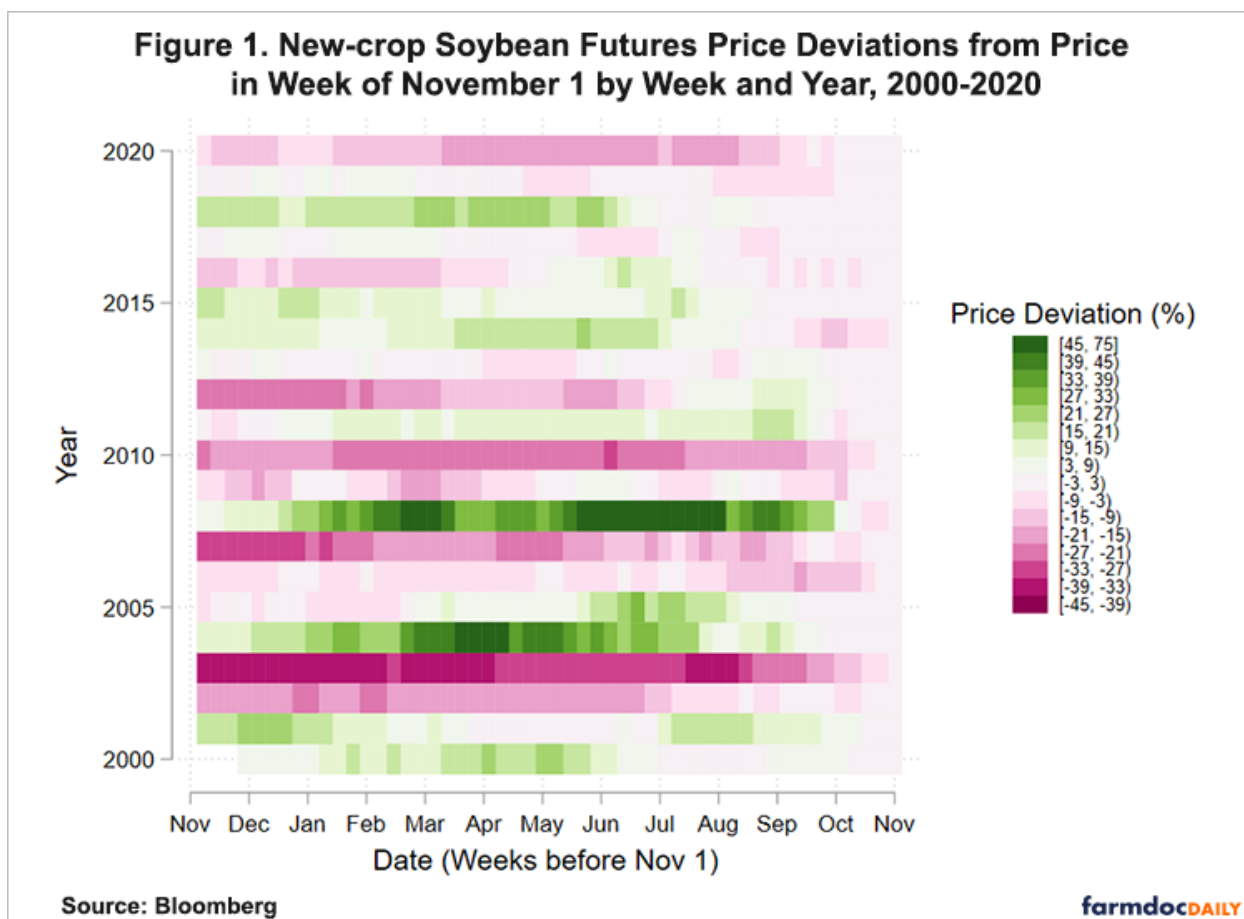 Figure 1. New-crop Soybean Futures Price Deviations from Price
in Week of November 1 by Week and Year, 2000-2020
2020
2015
2010
2005
2000
Year
Nov Dec Jan Feb Mar Apr May Jun Jul Aug Sep Oct Nov
Date (Weeks before Nov 1)
Price Deviation (%)
[45, 75]
[39, 45)
[33, 39)
[27, 33)
[21, 27)
[15, 21)
[9, 15)
[3, 9)
[-3, 3)
[-9, -3)
[-15, -9)
[-21, -15)
[-27, -21)
[-33, -27)
[-39, -33)
[-45, -39)
Source: Bloomberg
farmdocDAILY